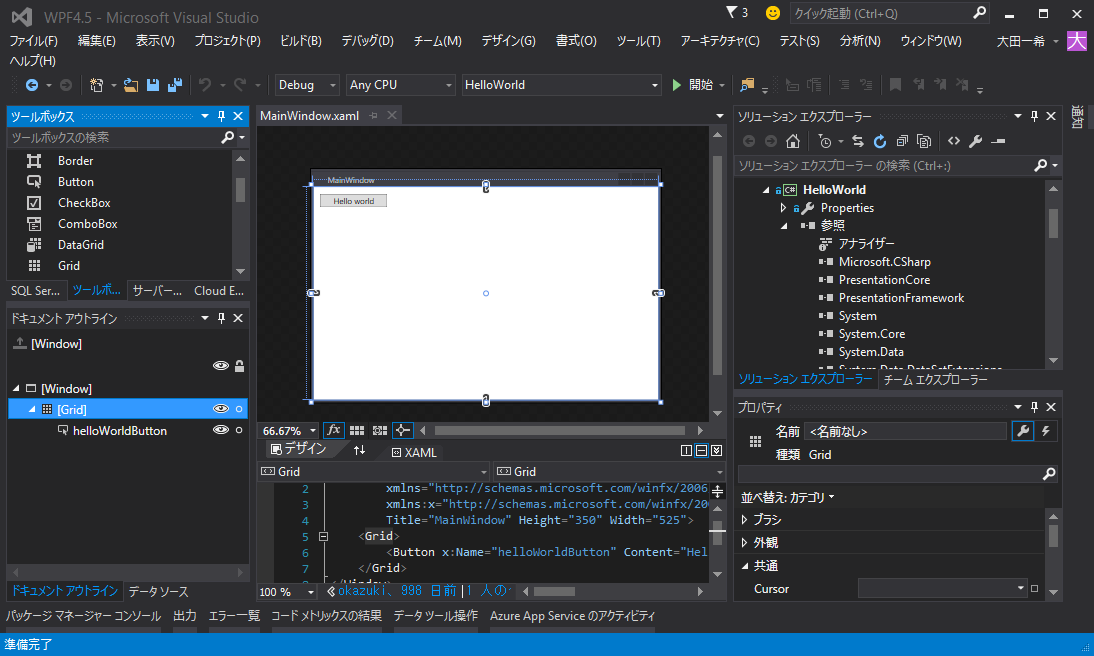 WPF4.5 - Microsoft Visual Studio
3
クイック起動 (Ctrl+Q)
ファイル(F) 編集(E) 表示(V) プロジェクト(P) ビルド(B) デバッグ(D) チーム(M) デザイン(G) 書式(O) ツール(T) アーキテクチャ(C) テスト(S) 分析(N) ウィンドウ(W) 大田一希 大
ヘルプ(H)
Debug Any CPU HelloWorld 開始
ツールボックス
ツールボックスの検索
Border
Button
CheckBox
ComboBox
DataGrid
Grid
SQL Ser... ツールボ... サーバー... Cloud E...
ドキュメント アウトライン
[Window]
[Window]
[Grid]
helloWorldButton
ドキュメント アウトライン データ ソース
MainWindow.xaml
MainWindow
Hello world
66.67% fx
デザイン XAML
Grid Grid
2 xmlns="http://schemas.microsoft.com/winfx/2006
3 xmlns:x="http://schemas.microsoft.com/winfx/20
4 Title="MainWindow" Height="350" Width="525">
5 <Grid>
6 <Button x:Name="helloWorldButton" Content="Hel
7 </Grid>
100 % okazuki、998 日前 |1 人の
ソリューション エクスプローラー
ソリューション エクスプローラー の検索 (Ctrl+:)
C# HelloWorld
Properties
参照
アナライザー
Microsoft.CSharp
PresentationCore
PresentationFramework
System
System.Core
System.Data
System.Data.DataSetExtensions
ソリューション エクスプローラー チーム エクスプローラー
プロパティ
名前 <名前なし>
種類 Grid
並べ替え: カテゴリ
ブラシ
外観
共通
Cursor
通知
パッケージ マネージャー コンソール 出力 エラー一覧 コード メトリックスの結果 データ ツール操作 Azure App Service のアクティビティ
準備完了